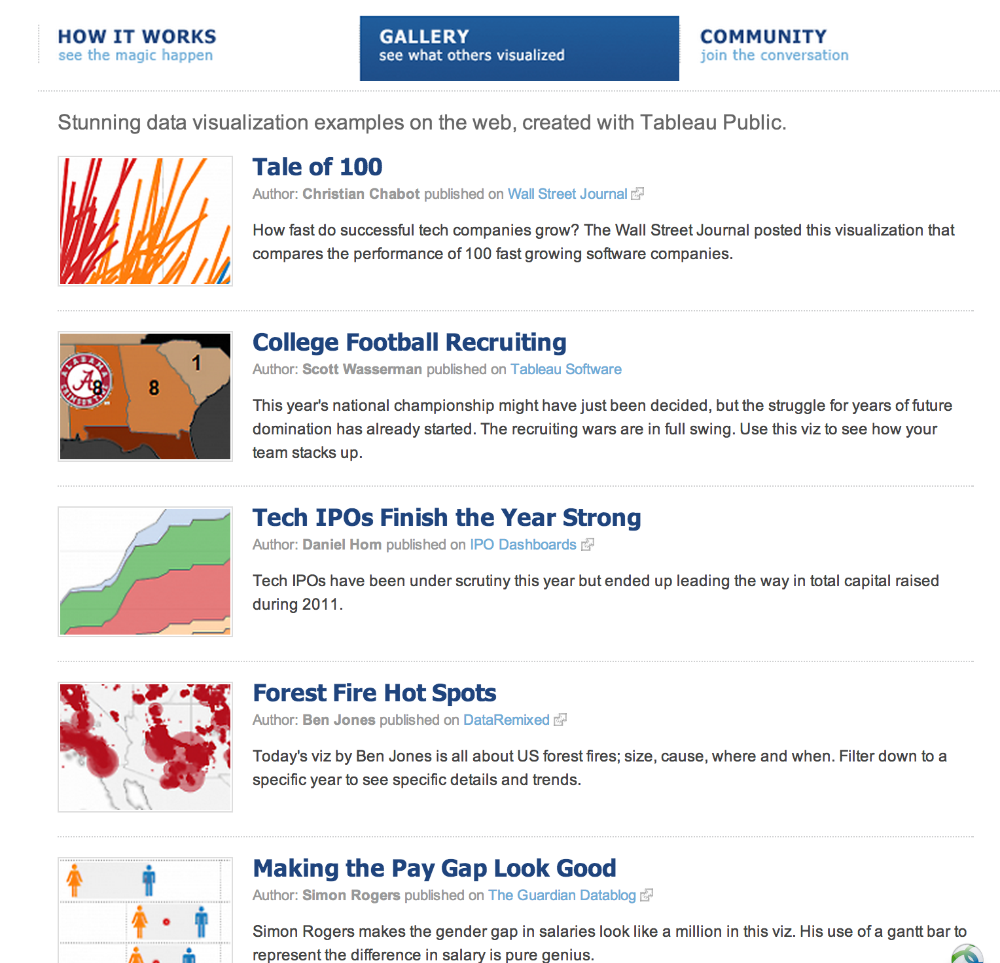 HOW IT WORKS
see the magic happen
GALLERY
see what others visualized
COMMUNITY
join the conversation
Stunning data visualization examples on the web, created with Tableau Public.
Tale of 100
Author: Christian Chabot published on Wall Street Journal
How fast do successful tech companies grow? The Wall Street Journal posted this visualization that
compares the performance of 100 fast growing software companies.
ALABAMA
A
CRIMSON TIDE
8
8
1
College Football Recruiting
Author: Scott Wasserman published on Tableau Software
This year's national championship might have just been decided, but the struggle for years of future
domination has already started. The recruiting wars are in full swing. Use this viz to see how your
team stacks up.
Tech IPOs Finish the Year Strong
Author: Daniel Hom published on IPO Dashboards
Tech IPOs have been under scrutiny this year but ended up leading the way in total capital raised
during 2011.
Forest Fire Hot Spots
Author: Ben Jones published on DataRemixed
Today's viz by Ben Jones is all about US forest fires; size, cause, where and when. Filter down to a
specific year to see specific details and trends.
Making the Pay Gap Look Good
Author: Simon Rogers published on The Guardian Datablog
Simon Rogers makes the gender gap in salaries look like a million in this viz. His use of a gantt bar to
represent the difference in salary is pure genius.